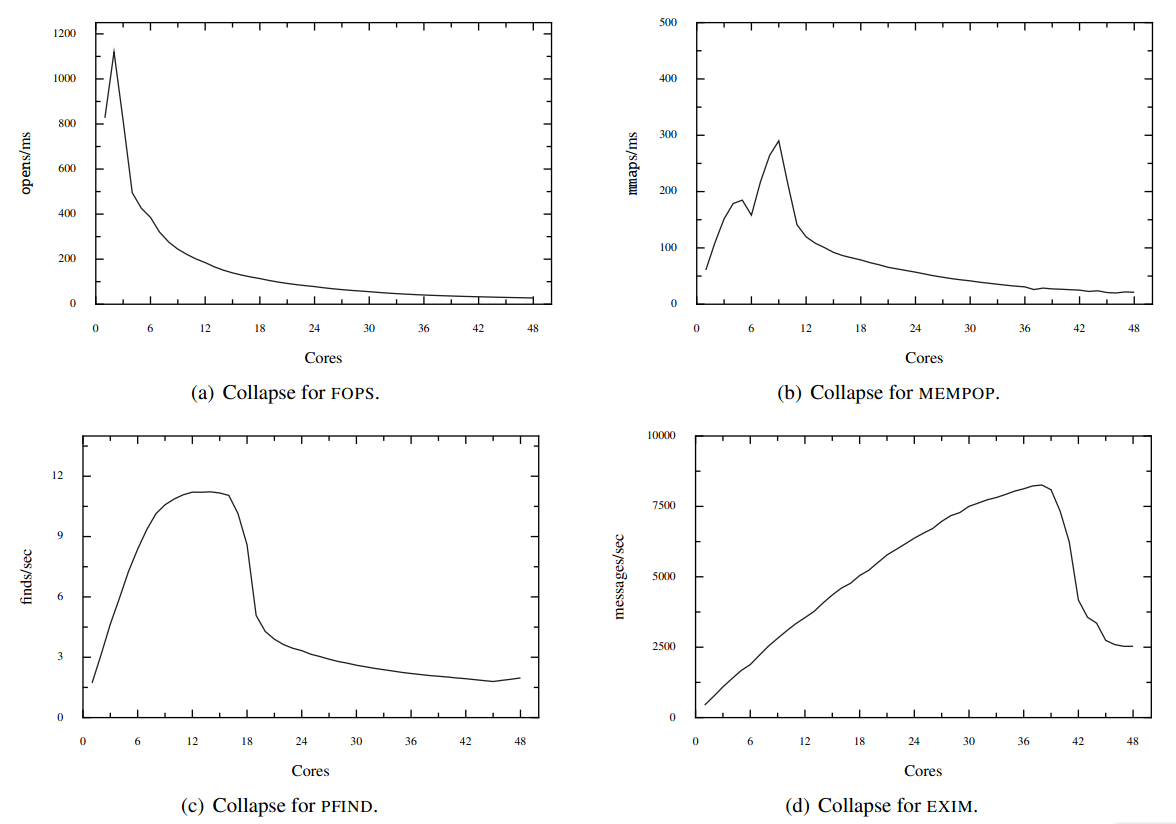 1200
1000
800
600
400
200
0
opens/ms
0 6 12 18 24 30 36 42 48
Cores
(a) Collapse for FOPS.
500
400
300
200
100
0
mmaps/ms
0 6 12 18 24 30 36 42 48
Cores
(b) Collapse for MEMPOP.
12
9
6
3
0
finds/sec
0 6 12 18 24 30 36 42 48
Cores
(c) Collapse for PFIND.
10000
7500
5000
2500
0
messages/sec
0 6 12 18 24 30 36 42 48
Cores
(d) Collapse for EXIM.